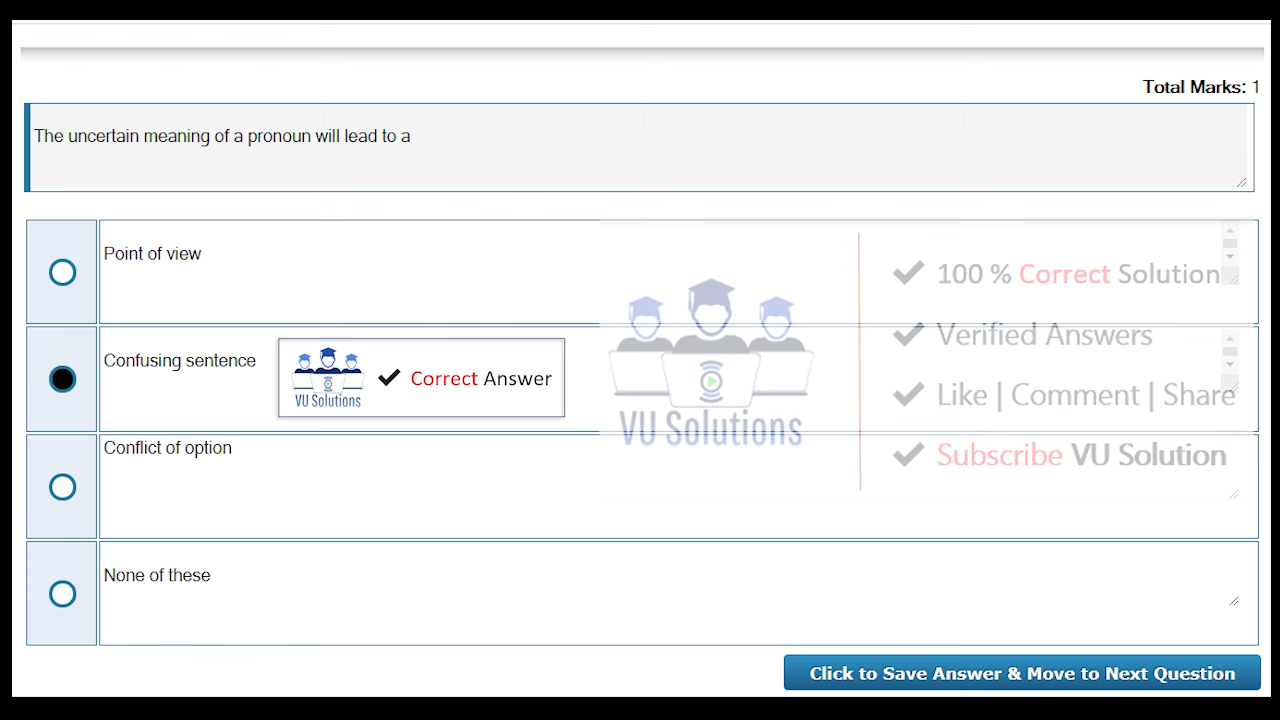 Total Marks: 1
The uncertain meaning of a pronoun will lead to a
Point of view
100 % Correct Solution
Verified Answers
Confusing sentence
VU Solutions
Correct Answer
VU Solutions
Like | Comment | Share
Conflict of option
Subscribe VU Solution
None of these
Click to Save Answer & Move to Next Question